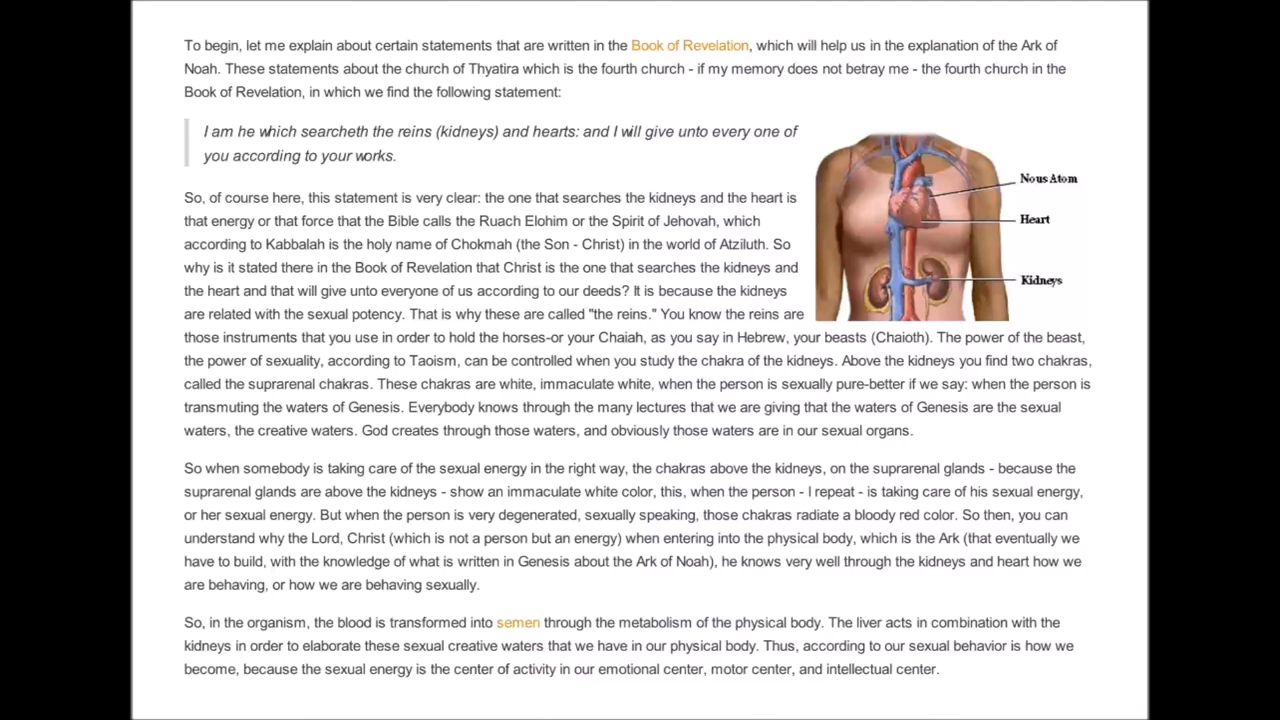 To begin, let me explain about certain statements that are written in the Book of Revelation, which will help us in the explanation of the Ark of
Noah. These statements about the church of Thyatira which is the fourth church - if my memory does not betray me - the fourth church in the
Book of Revelation, in which we find the following statement:
I am he which searcheth the reins (kidneys) and hearts: and I will give unto every one of
you according to your works.
Nous Atom
Heart
Kidneys
So, of course here, this statement is very clear: the one that searches the kidneys and the heart is
that energy or that force that the Bible calls the Ruach Elohim or the Spirit of Jehovah, which
according to Kabbalah is the holy name of Chokmah (the Son - Christ) in the world of Atziluth. So
why is it stated there in the Book of Revelation that Christ is the one that searches the kidneys and
the heart and that will give unto everyone of us according to our deeds? It is because the kidneys
are related with the sexual potency. That is why these are called "the reins." You know the reins are
those instruments that you use in order to hold the horses-or your Chaiah, as you say in Hebrew, your beasts (Chaioth). The power of the beast,
the power of sexuality, according to Taoism, can be controlled when you study the chakra of the kidneys. Above the kidneys you find two chakras,
called the suprarenal chakras. These chakras are white, immaculate white, when the person is sexually pure-better if we say: when the person is
transmuting the waters of Genesis. Everybody knows through the many lectures that we are giving that the waters of Genesis are the sexual
waters, the creative waters. God creates through those waters, and obviously those waters are in our sexual organs.
So when somebody is taking care of the sexual energy in the right way, the chakras above the kidneys, on the suprarenal glands - because the
suprarenal glands are above the kidneys - show an immaculate white color, this, when the person - I repeat - is taking care of his sexual energy,
or her sexual energy. But when the person is very degenerated, sexually speaking, those chakras radiate a bloody red color. So then, you can
understand why the Lord, Christ (which is not a person but an energy) when entering into the physical body, which is the Ark (that eventually we
have to build, with the knowledge of what is written in Genesis about the Ark of Noah), he knows very well through the kidneys and heart how we
are behaving, or how we are behaving sexually.
So, in the organism, the blood is transformed into semen through the metabolism of the physical body. The liver acts in combination with the
kidneys in order to elaborate these sexual creative waters that we have in our physical body. Thus, according to our sexual behavior is how we
become, because the sexual energy is the center of activity in our emotional center, motor center, and intellectual center.